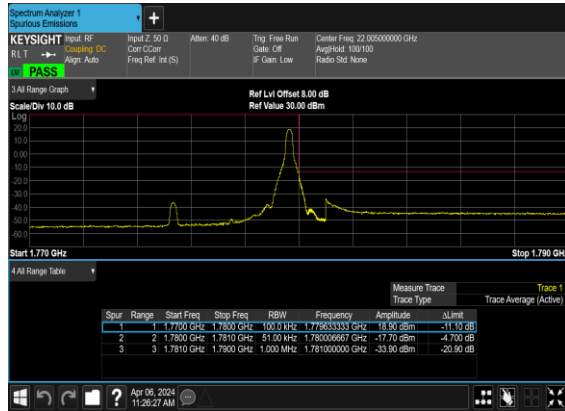 Spectrum Analyzer 1
Spurious Emissions
+
KEYSIGHT Input: RF Input Z: 50 Ω Atten: 40 dB Trig: Free Run Center Freq: 22.005000000 GHz
RLT Coupling: DC Corr CCorr Gate: Off Avg|Hold: 100/100
Align: Auto Freq Ref: Int (S) IF Gain: Low Radio Std: None
LW PASS
3 All Range Graph
Ref Lvl Offset 8.00 dB
Scale/Div 10.0 dB Ref Value 30.00 dBm
Log
20.0
10.0
0.00
-10.0
-20.0
-30.0
-40.0
-50.0
-60.0
Start 1.770 GHz Stop 1.790 GH
4 All Range Table
Measure Trace Trace 1
Trace Type Trace Average (Active)
Spur Range Start Freq Stop Freq RBW Frequency Amplitude ΔLimit
1 1 1.7700 GHz 1.7800 GHz 100.0 kHz 1.779633333 GHz 18.90 dBm -11.10 dB
2 2 1.7800 GHz 1.7810 GHz 51.00 kHz 1.780006667 GHz -17.70 dBm -4.700 dB
3 3 1.7810 GHz 1.7900 GHz 1.000 MHz 1.781000000 GHz -33.90 dBm -20.90 dB
? Apr 06, 2024
11:26:27 AM